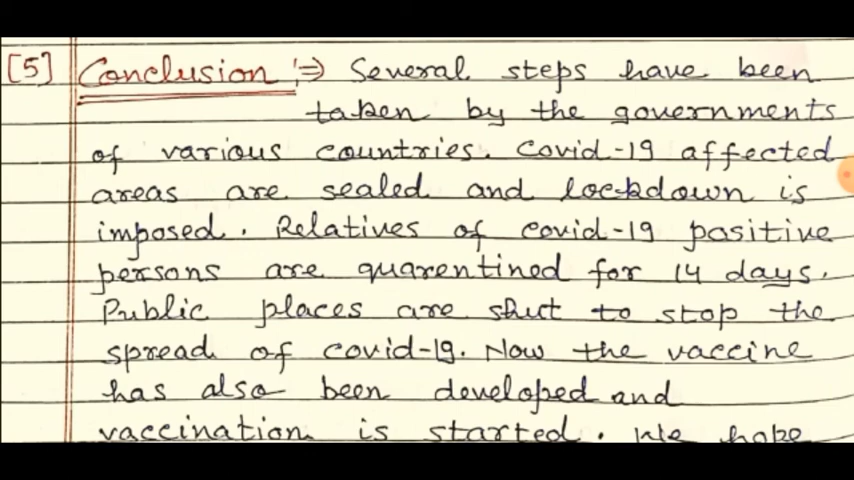 [5] Conclusion :⇒ Several steps have been
taken by the governments
of various countries. Covid-19 affected
areas are sealed and lockdown is
imposed. Relatives of covid-19 positive
persons are quarentined for 14 days.
Public places are shut to stop the
spread of covid-19. Now the vaccine
has also been developed and
vaccination is started. We hope